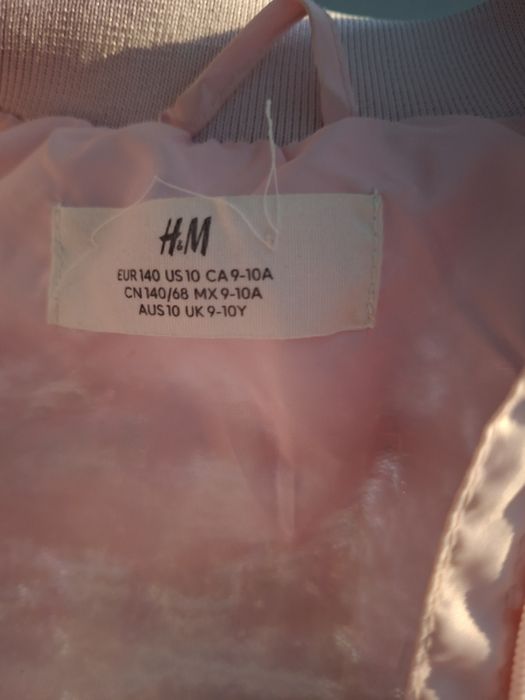 H&M
EUR 140 US 10 CA 9-10A
CN 140/68 MX 9-10A
AUS 10 UK 9-10Y